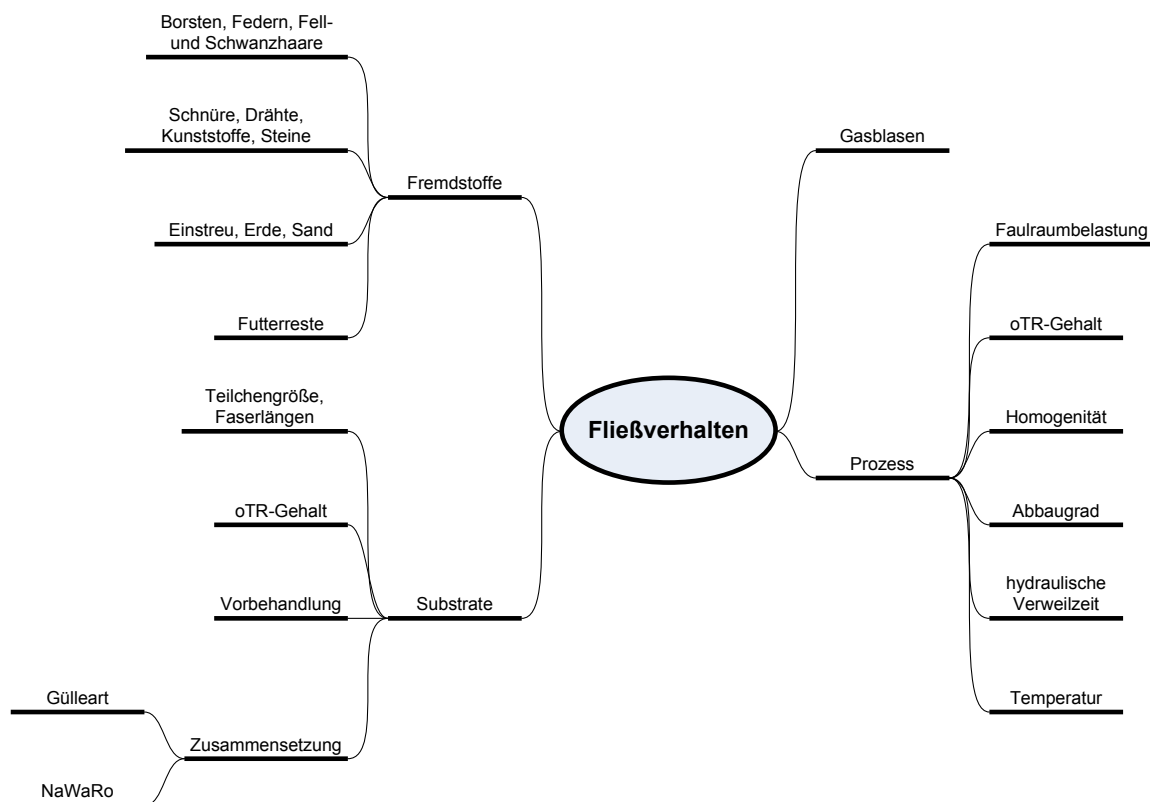 Borsten, Federn, Fell-
und Schwanzhaare
Schnüre, Drähte,
Kunststoffe, Steine
Fremdstoffe
Einstreu, Erde, Sand
Futterreste
Teilchengröße,
Faserlängen
oTR-Gehalt
Vorbehandlung
Substrate
Gülleart
Zusammensetzung
NaWaRo
Fließverhalten
Gasblasen
Faulraumbelastung
oTR-Gehalt
Homogenität
Prozess
Abbaugrad
hydraulische
Verweilzeit
Temperatur